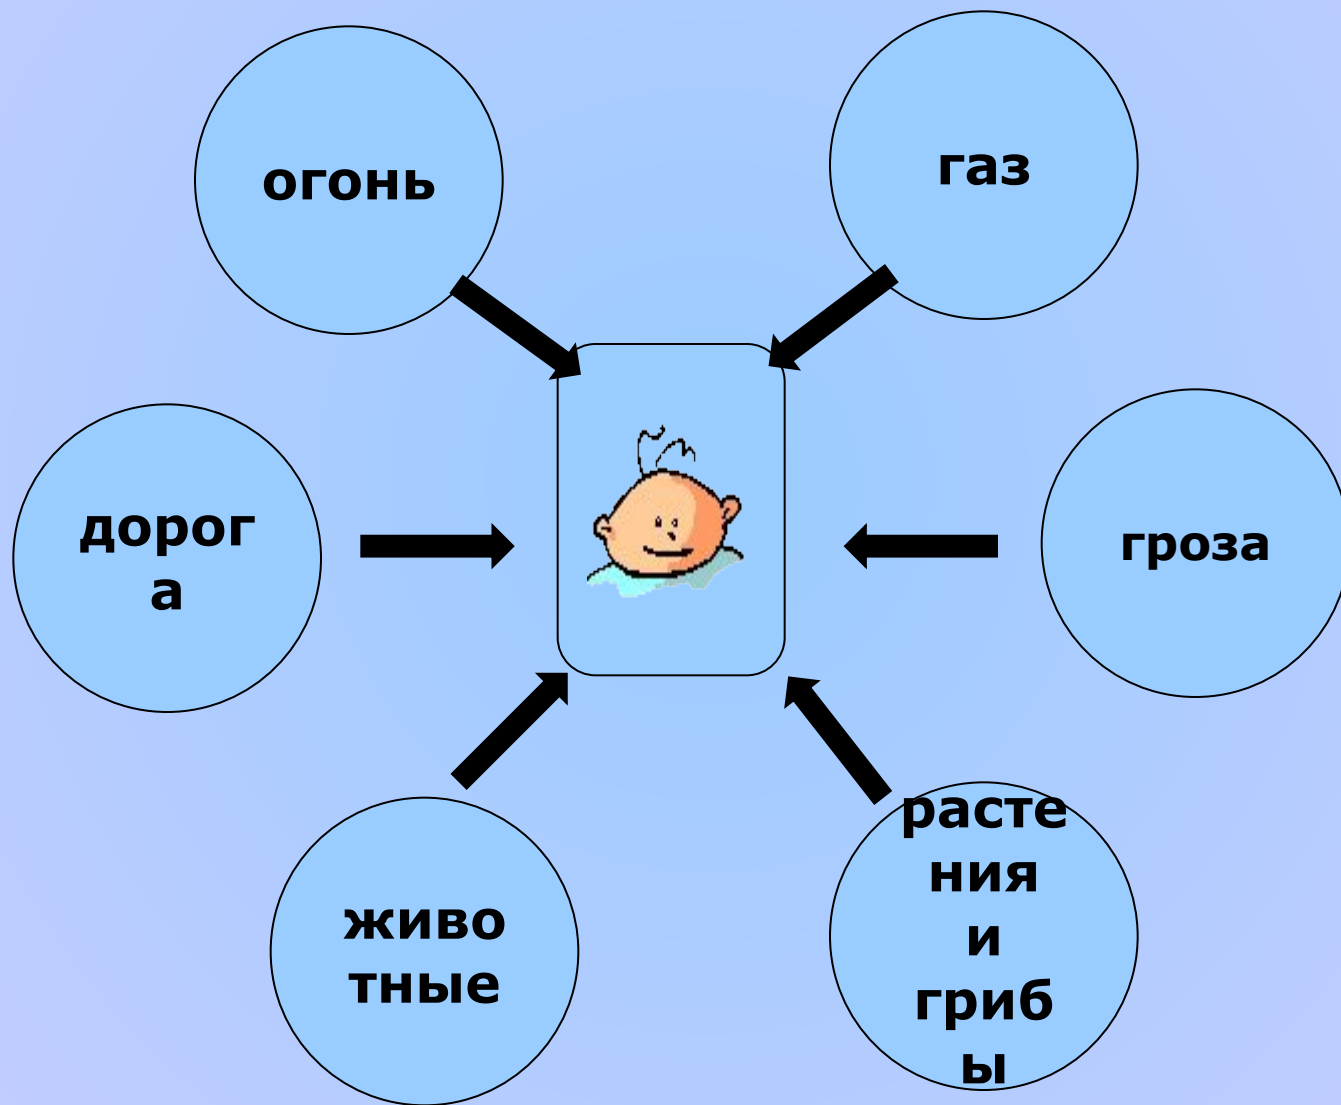 огонь
газ
дорог
а
гроза
живо
тные
расте
ния
и
гриб
ы